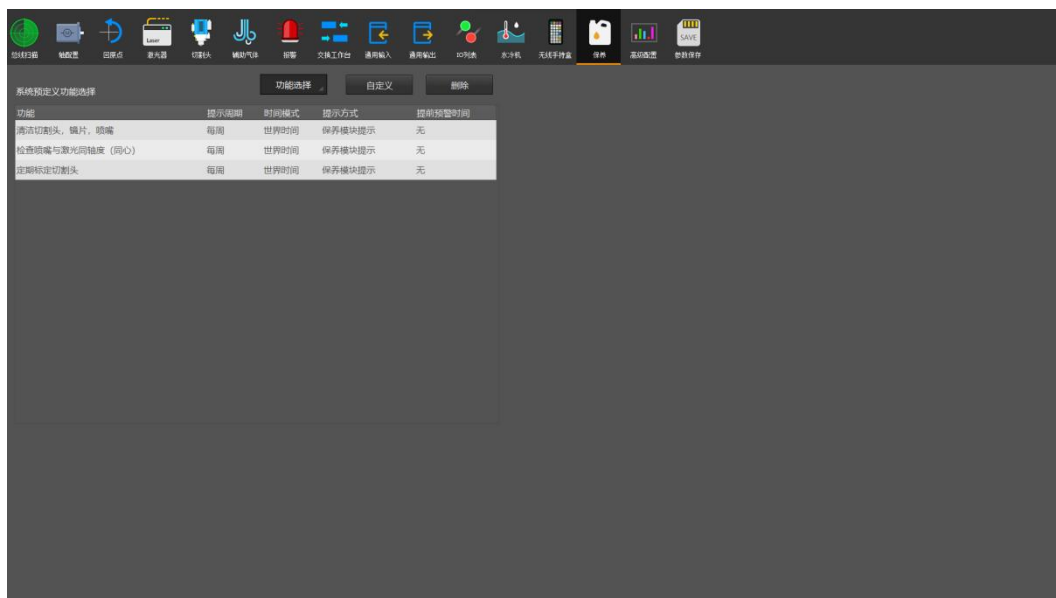 Laser
SAVE
总线扫描 轴配置 回原点 激光器 切割头 辅助气体 报警 交换工作台 通用输入 通用输出 IO列表 水冷机 无线手持盒 保养 高级配置 参数保存
系统预定义功能选择 功能选择 自定义 删除
功能 提示周期 时间模式 提示方式 提前预警时间
清洁切割头，镜片，喷嘴 每周 世界时间 保养模块提示 无
检查喷嘴与激光同轴度（同心） 每周 世界时间 保养模块提示 无
定期标定切割头 每周 世界时间 保养模块提示 无